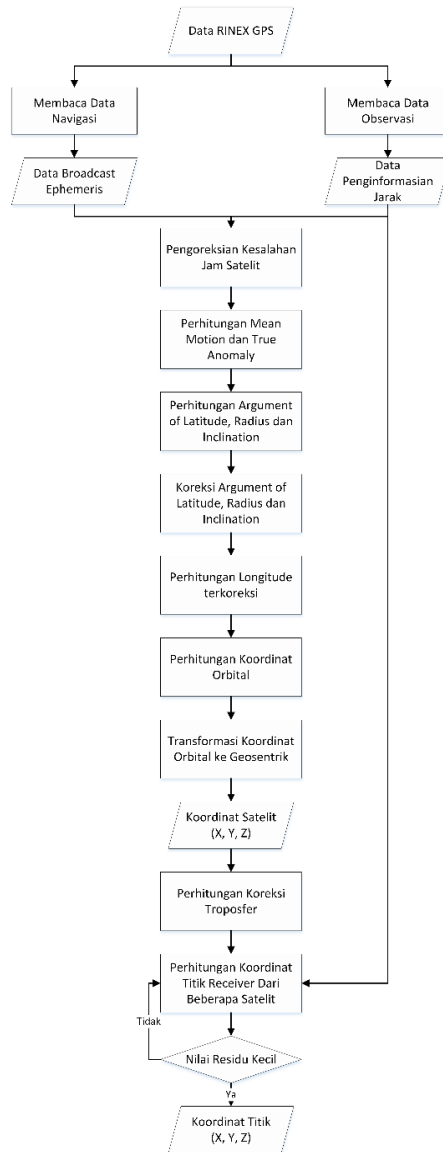 Data RINEX GPS
Membaca Data
Navigasi
Membaca Data
Observasi
Data Broadcast
Ephemeris
Data
Penginformasian
Jarak
Pengoreksian Kesalahan
Jam Satelit
Perhitungan Mean
Motion dan True
Anomaly
Perhitungan Argument
of Latitude, Radius dan
Inclination
Koreksi Argument of
Latitude, Radius dan
Inclination
Perhitungan Longitude
terkoreksi
Perhitungan Koordinat
Orbital
Transformasi Koordinat
Orbital ke Geosentrik
Koordinat Satelit
(X, Y, Z)
Perhitungan Koreksi
Troposfer
Perhitungan Koordinat
Titik Receiver Dari
Beberapa Satelit
Tidak
Nilai Residu Kecil
Ya
Koordinat Titik
(X, Y, Z)